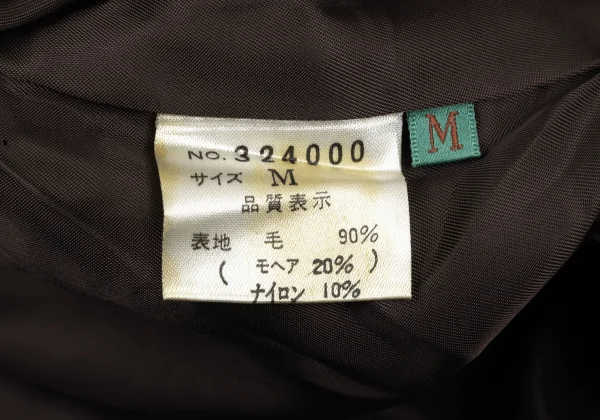 NO. 324000
サイズ M
品質表示
表地 毛 90%
( モヘア 20% )
ナイロン 10%
M